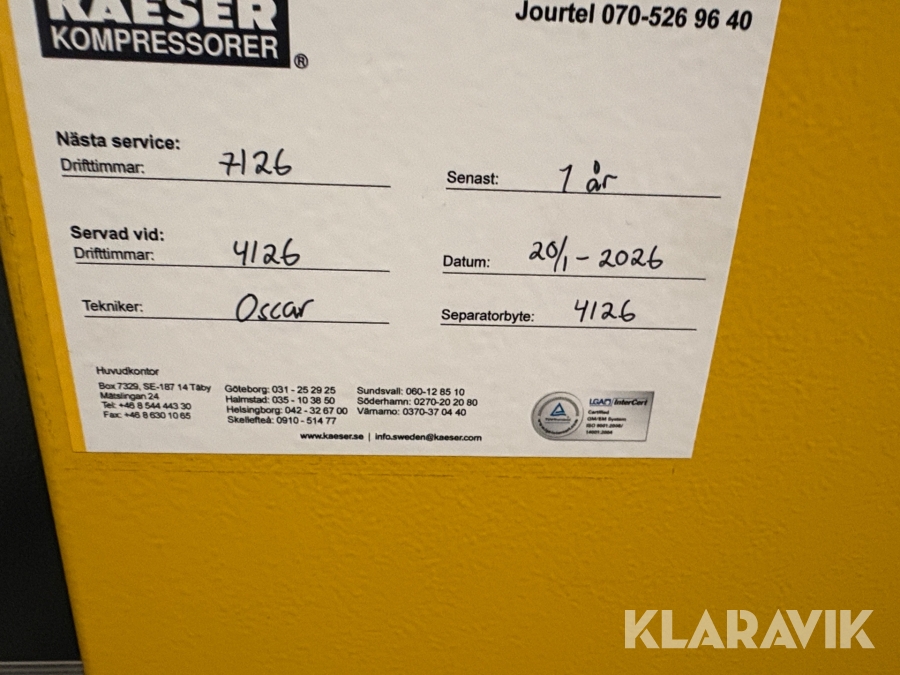 KAESER
KOMPRESSORER ®
Jourtel 070-526 96 40
Nästa service:
Drifttimmar: 7126
Senast: 1 år
Servad vid:
Drifttimmar: 4126
Datum: 20/1 - 2026
Tekniker: Oscar
Separatorbyte: 4126
Huvudkontor
Box 7329, SE-187 14 Täby
Mätslingan 24
Tel: +46 8 544 443 30
Fax: +46 8 630 10 65
Göteborg: 031 - 25 29 25
Halmstad: 035 - 10 38 50
Helsingborg: 042 - 32 67 00
Skellefteå: 0910 - 514 77
Sundsvall: 060-12 85 10
Söderhamn: 0270-20 20 80
Värnamo: 0370-37 04 40
www.kaeser.se | info.sweden@kaeser.com
InterCert
Certified
KLARAVIK